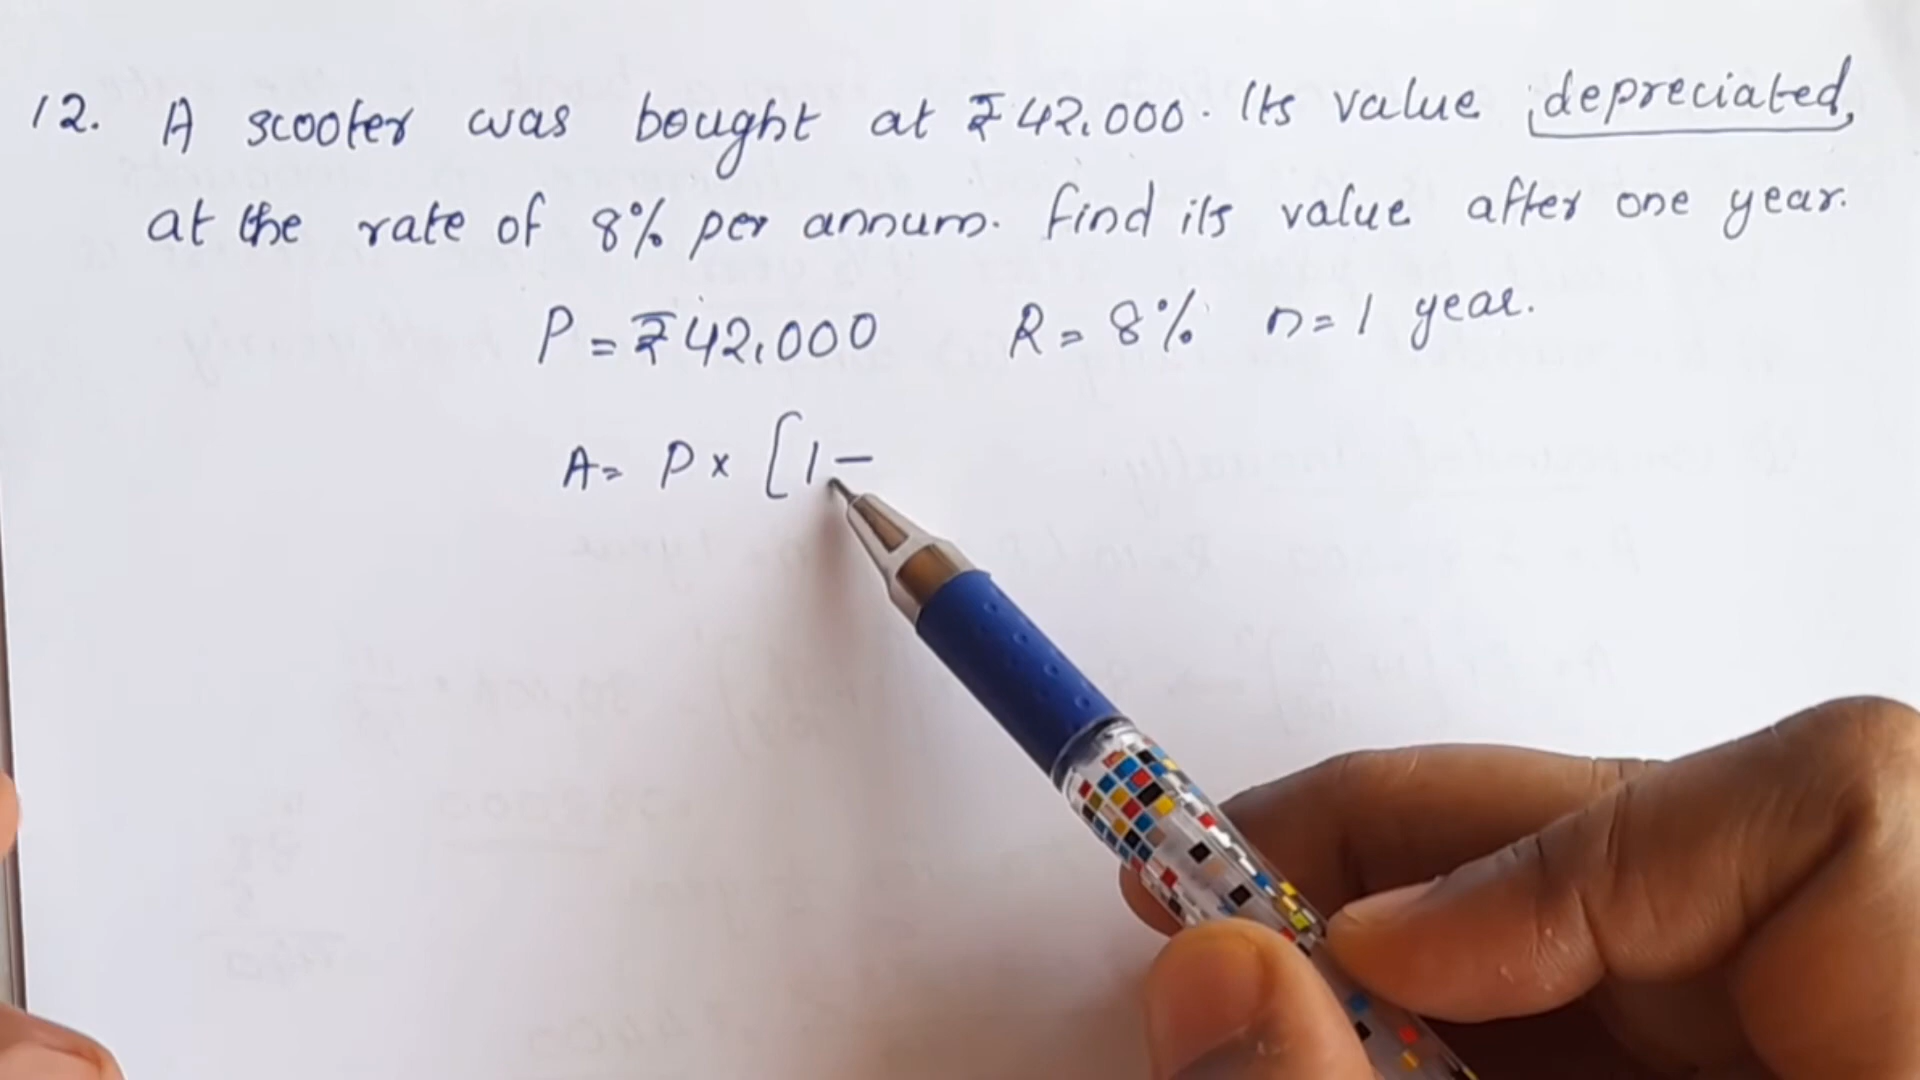 12. A scooter was bought at ₹42,000. Its value depreciated,
at the rate of 8% per annum. Find its value after one year.
P = ₹42,000 R = 8% n = 1 year.
A = P × [1 -